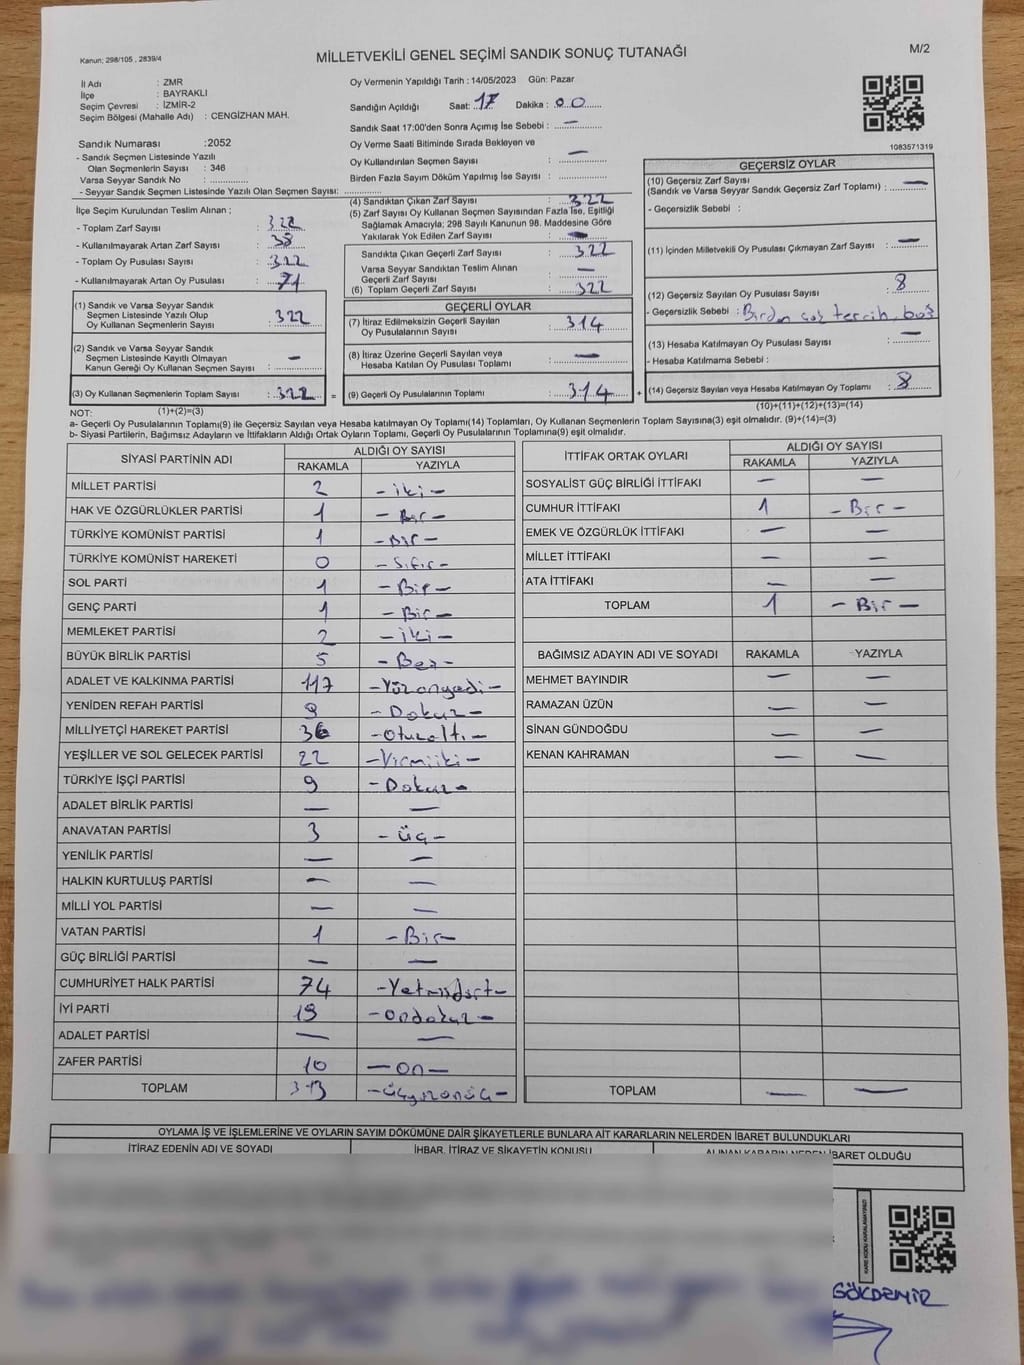 Kanun; 298/105 , 2839/4
MİLLETVEKİLİ GENEL SEÇİMİ SANDIK SONUÇ TUTANAĞI
M/2
İl Adı : ZMR
İlçe : BAYRAKLI
Seçim Çevresi : İZMİR-2
Seçim Bölgesi (Mahalle Adı) : CENGİZHAN MAH.
Sandık Numarası :2052
- Sandık Seçmen Listesinde Yazılı
Olan Seçmenlerin Sayısı : 346
Varsa Seyyar Sandık No :
- Seyyar Sandık Seçmen Listesinde Yazılı Olan Seçmen Sayısı:
Oy Vermenin Yapıldığı Tarih : 14/05/2023 Gün: Pazar
Sandığın Açıldığı Saat: 17 Dakika : 00
Sandık Saat 17:00'den Sonra Açımış İse Sebebi : —
Oy Verme Saati Bitiminde Sırada Bekleyen ve
Oy Kullandırılan Seçmen Sayısı : —
Birden Fazla Sayım Döküm Yapılmış İse Sayısı :
1083571319
İlçe Seçim Kurulundan Teslim Alınan ;
- Toplam Zarf Sayısı :
- Kullanılmayarak Artan Zarf Sayısı : 38
- Toplam Oy Pusulası Sayısı : 322
- Kullanılmayarak Artan Oy Pusulası : 71
(1) Sandık ve Varsa Seyyar Sandık
Seçmen Listesinde Yazılı Olup
Oy Kullanan Seçmenlerin Sayısı : 322
(2) Sandık ve Varsa Seyyar Sandık
Seçmen Listesinde Kayıtlı Olmayan
Kanun Gereği Oy Kullanan Seçmen Sayısı : —
(3) Oy Kullanan Seçmenlerin Toplam Sayısı : 322 =
(4) Sandıktan Çıkan Zarf Sayısı : 322
(5) Zarf Sayısı Oy Kullanan Seçmen Sayısından Fazla İse, Eşitliği
Sağlamak Amacıyla; 298 Sayılı Kanunun 98. Maddesine Göre
Yakılarak Yok Edilen Zarf Sayısı : —
Sandıkta Çıkan Geçerli Zarf Sayısı : 322
Varsa Seyyar Sandıktan Teslim Alınan
Geçerli Zarf Sayısı : —
(6) Toplam Geçerli Zarf Sayısı : 322
GEÇERLİ OYLAR
(7) İtiraz Edilmeksizin Geçerli Sayılan
Oy Pusulalarının Sayısı : 314
(8) İtiraz Üzerine Geçerli Sayılan veya
Hesaba Katılan Oy Pusulası Toplamı : —
(9) Geçerli Oy Pusulalarının Toplamı : 314 +
GEÇERSİZ OYLAR
(10) Geçersiz Zarf Sayısı
(Sandık ve Varsa Seyyar Sandık Geçersiz Zarf Toplamı) : —
- Geçersizlik Sebebi :
(11) İçinden Milletvekili Oy Pusulası Çıkmayan Zarf Sayısı : —
(12) Geçersiz Sayılan Oy Pusulası Sayısı : 8
- Geçersizlik Sebebi : Birden çok tercih, boş
(13) Hesaba Katılmayan Oy Pusulası Sayısı : —
- Hesaba Katılmama Sebebi :
(14) Geçersiz Sayılan veya Hesaba Katılmayan Oy Toplamı : 8
NOT: (1)+(2)=(3)
(10)+(11)+(12)+(13)=(14)
a- Geçerli Oy Pusulalarının Toplamı(9) ile Geçersiz Sayılan veya Hesaba katılmayan Oy Toplamı(14) Toplamları, Oy Kullanan Seçmenlerin Toplam Sayısına(3) eşit olmalıdır. (9)+(14)=(3)
b- Siyasi Partilerin, Bağımsız Adayların ve İttifakların Aldığı Ortak Oyların Toplamı, Geçerli Oy Pusulalarının Toplamına(9) eşit olmalıdır.
SİYASİ PARTİNİN ADI ALDIĞI OY SAYISI
RAKAMLA YAZIYLA
MİLLET PARTİSİ 2 -iki-
HAK VE ÖZGÜRLÜKLER PARTİSİ 1 -Bir-
TÜRKİYE KOMÜNİST PARTİSİ 1 -Bir-
TÜRKİYE KOMÜNİST HAREKETİ 0 -Sıfır-
SOL PARTİ 1 -Bir-
GENÇ PARTİ 1 -Bir-
MEMLEKET PARTİSİ 2 -iki-
BÜYÜK BİRLİK PARTİSİ 5 -Beş-
ADALET VE KALKINMA PARTİSİ 117 -Yüzonyedi-
YENİDEN REFAH PARTİSİ 9 -Dokuz-
MİLLİYETÇİ HAREKET PARTİSİ 36 -Otuzaltı-
YEŞİLLER VE SOL GELECEK PARTİSİ 22 -Yirmiiki-
TÜRKİYE İŞÇİ PARTİSİ 9 -Dokuz-
ADALET BİRLİK PARTİSİ — —
ANAVATAN PARTİSİ 3 -üç-
YENİLİK PARTİSİ — —
HALKIN KURTULUŞ PARTİSİ — —
MİLLİ YOL PARTİSİ — —
VATAN PARTİSİ 1 -Bir-
GÜÇ BİRLİĞİ PARTİSİ — —
CUMHURİYET HALK PARTİSİ 74 -Yetmişdört-
İYİ PARTİ 19 -Ondokuz-
ADALET PARTİSİ — —
ZAFER PARTİSİ 10 -On-
TOPLAM 313 -üçyüzonüç-
İTTİFAK ORTAK OYLARI ALDIĞI OY SAYISI
RAKAMLA YAZIYLA
SOSYALİST GÜÇ BİRLİĞİ İTTİFAKI — —
CUMHUR İTTİFAKI 1 -Bir-
EMEK VE ÖZGÜRLÜK İTTİFAKI — —
MİLLET İTTİFAKI — —
ATA İTTİFAKI — —
TOPLAM 1 -Bir-
BAĞIMSIZ ADAYIN ADI VE SOYADI RAKAMLA YAZIYLA
MEHMET BAYINDIR — —
RAMAZAN ÜZÜN — —
SİNAN GÜNDOĞDU — —
KENAN KAHRAMAN — —
TOPLAM — —
OYLAMA İŞ VE İŞLEMLERİNE VE OYLARIN SAYIM DÖKÜMÜNE DAİR ŞİKAYETLERLE BUNLARA AİT KARARLARIN NELERDEN İBARET BULUNDUKLARI
İTİRAZ EDENİN ADI VE SOYADI İHBAR, İTİRAZ VE ŞİKAYETİN KONUSU ALINAN KARARIN NEDEN İBARET OLDUĞU
KARE KODU KARALAMAYINIZ!
GÖKDEMİR